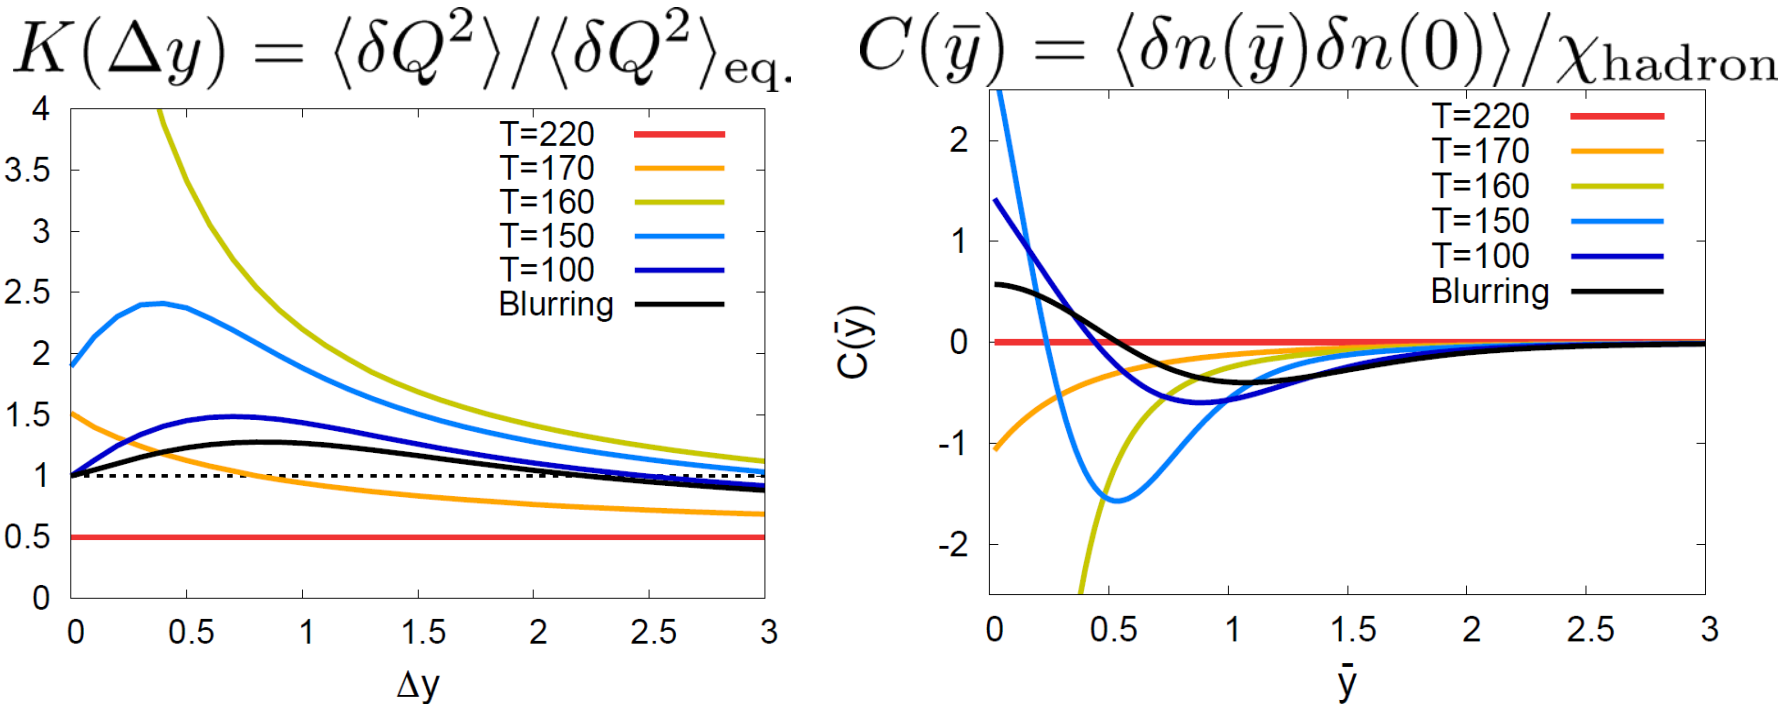 K(Δy) = ⟨δQ²⟩/⟨δQ²⟩eq.
4
3.5
3
2.5
2
1.5
1
0.5
0
T=220
T=170
T=160
T=150
T=100
Blurring
0 0.5 1 1.5 2 2.5 3
Δy
C(ȳ) = ⟨δn(ȳ)δn(0)⟩/χhadron
2
1
0
-1
-2
C(ȳ)
T=220
T=170
T=160
T=150
T=100
Blurring
0 0.5 1 1.5 2 2.5 3
ȳ